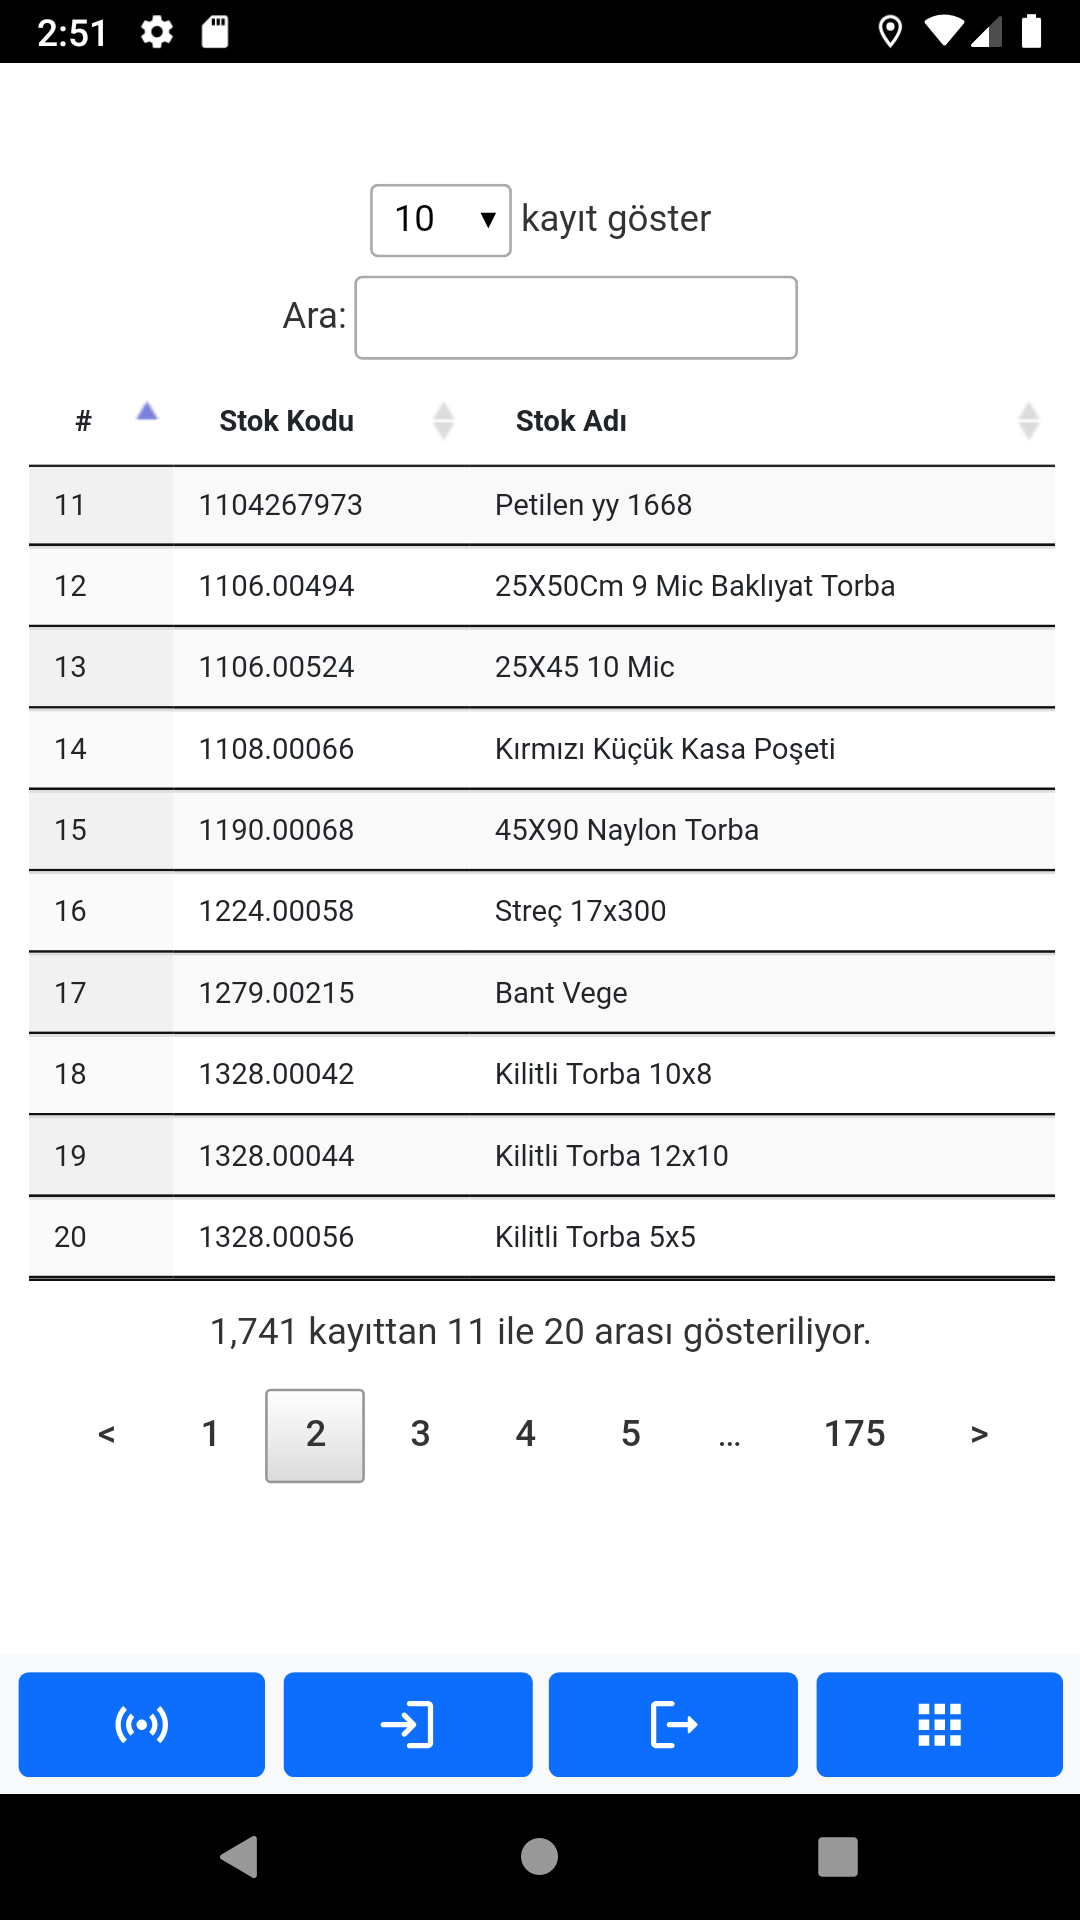 2:51
10 kayıt göster
Ara:
# Stok Kodu Stok Adı
11 1104267973 Petilen yy 1668
12 1106.00494 25X50Cm 9 Mic Baklıyat Torba
13 1106.00524 25X45 10 Mic
14 1108.00066 Kırmızı Küçük Kasa Poşeti
15 1190.00068 45X90 Naylon Torba
16 1224.00058 Streç 17x300
17 1279.00215 Bant Vege
18 1328.00042 Kilitli Torba 10x8
19 1328.00044 Kilitli Torba 12x10
20 1328.00056 Kilitli Torba 5x5
1,741 kayıttan 11 ile 20 arası gösteriliyor.
< 1 2 3 4 5 … 175 >